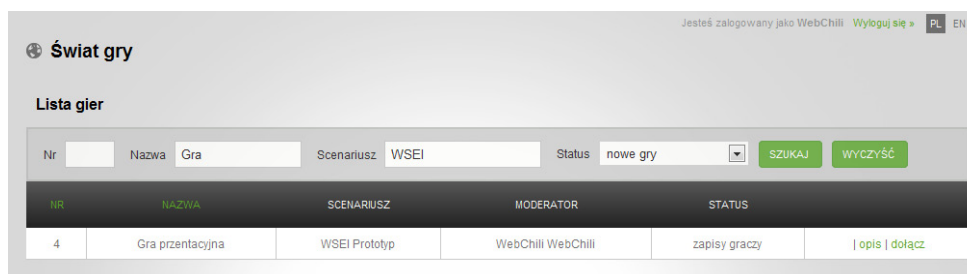 Jesteś zalogowany jako WebChili Wyloguj się » PL EN
Świat gry
Lista gier
Nr Nazwa Gra Scenariusz WSEI Status nowe gry SZUKAJ WYCZYŚĆ
NR NAZWA SCENARIUSZ MODERATOR STATUS
4 Gra przentacyjna WSEI Prototyp WebChili WebChili zapisy graczy | opis | dołącz